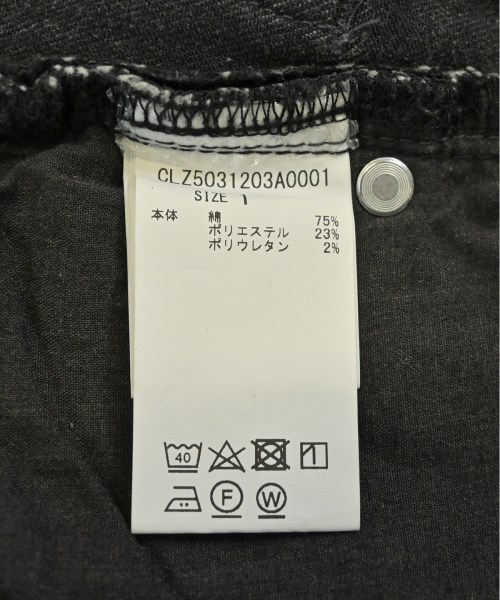 CLZ5031203A0001
SIZE 1
本体 綿 75%
ポリエステル 23%
ポリウレタン 2%
40
F W